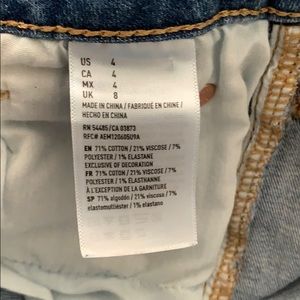 US 4
CA 4
MX 4
UK 8
MADE IN CHINA / FABRIQUÉ EN CHINE /
HECHO EN CHINA
RN 54485/CA 03873
EN 71% COTTON / 21% VISCOSE / 7%
POLYESTER / 1% ELASTANE
EXCLUSIVE OF DECORATION
FR 71% COTON / 21% VISCOSE / 7%
POLYESTER / 1% ÉLASTHANNE
À L'EXCEPTION DE LA GARNITURE
SP 71% algodón / 21% viscose / 7%
elastomultiéster / 1% elastano